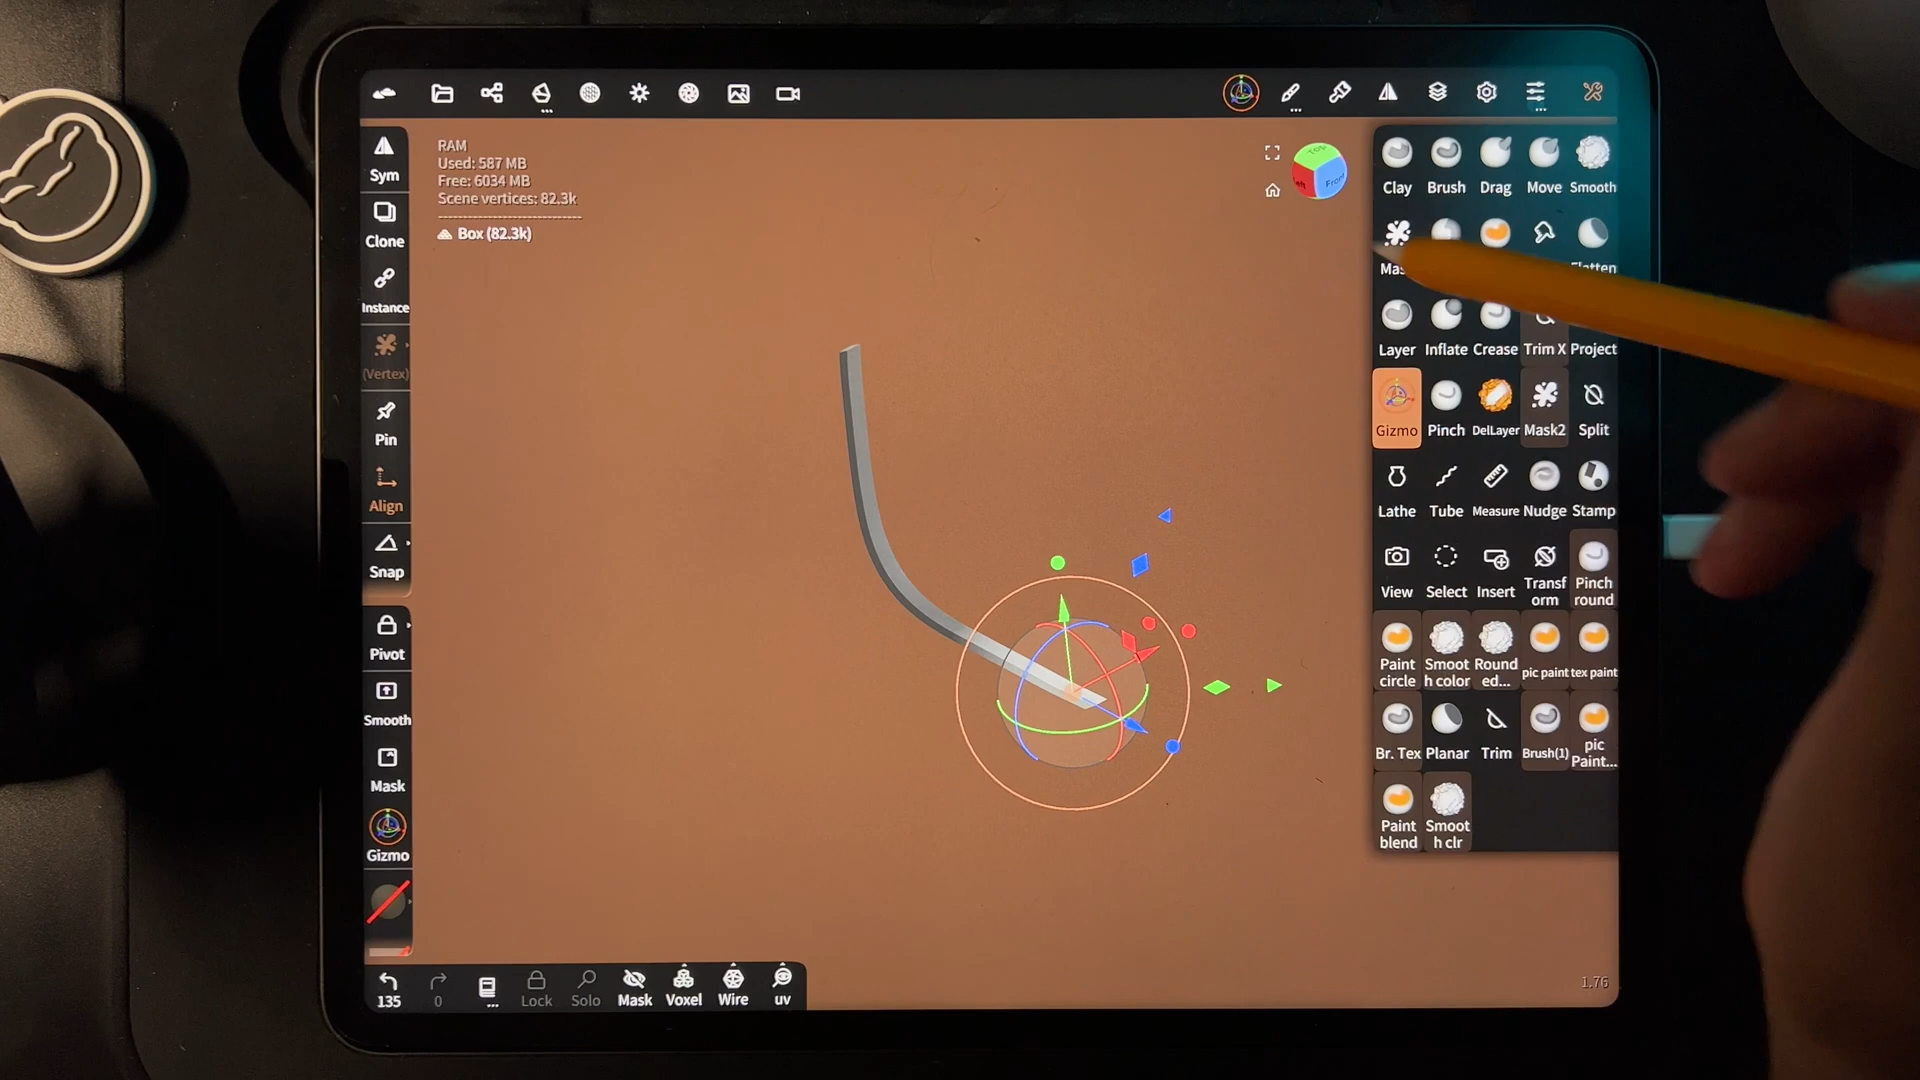 RAM
Used: 587 MB
Free: 6034 MB
Scene vertices: 82.3k
Box (82.3k)
Sym
Clone
Instance
(Vertex)
Pin
Align
Snap
Pivot
Smooth
Mask
Gizmo
Top
Left
Front
Clay Brush Drag Move Smooth
Layer Inflate Crease Trim X Project
Gizmo Pinch DelLayer Mask2 Split
Lathe Tube Measure Nudge Stamp
View Select Insert Transf
orm Pinch
round
Paint
circle Smoot
h color Round
ed... pic paint tex paint
Br. Tex Planar Trim Brush(1) pic
Paint...
Paint
blend Smoot
h clr
135 0 Lock Solo Mask Voxel Wire uv
1.76